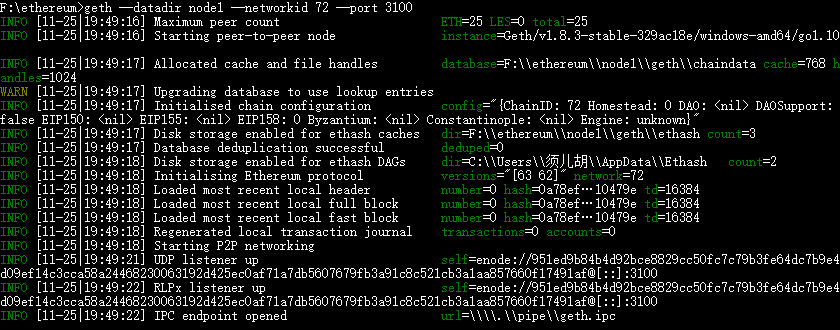 F:\ethereum>geth --datadir node1 --networkid 72 --port 3100
INFO [11-25|19:49:16] Maximum peer count ETH=25 LES=0 total=25
INFO [11-25|19:49:16] Starting peer-to-peer node instance=Geth/v1.8.3-stable-329ac18e/windows-amd64/go1.10
INFO [11-25|19:49:17] Allocated cache and file handles database=F:\\ethereum\\node1\\geth\\chaindata cache=768 h
andles=1024
WARN [11-25|19:49:17] Upgrading database to use lookup entries
INFO [11-25|19:49:17] Initialised chain configuration config="{ChainID: 72 Homestead: 0 DAO: <nil> DAOSupport:
false EIP150: <nil> EIP155: <nil> EIP158: 0 Byzantium: <nil> Constantinople: <nil> Engine: unknown}"
INFO [11-25|19:49:17] Disk storage enabled for ethash caches dir=F:\\ethereum\\node1\\geth\\ethash count=3
INFO [11-25|19:49:17] Database deduplication successful deduped=0
INFO [11-25|19:49:18] Disk storage enabled for ethash DAGs dir=C:\\Users\\须儿胡\\AppData\\Ethash count=2
INFO [11-25|19:49:18] Initialising Ethereum protocol versions="[63 62]" network=72
INFO [11-25|19:49:18] Loaded most recent local header number=0 hash=0a78ef…10479e td=16384
INFO [11-25|19:49:18] Loaded most recent local full block number=0 hash=0a78ef…10479e td=16384
INFO [11-25|19:49:18] Loaded most recent local fast block number=0 hash=0a78ef…10479e td=16384
INFO [11-25|19:49:18] Regenerated local transaction journal transactions=0 accounts=0
INFO [11-25|19:49:18] Starting P2P networking
INFO [11-25|19:49:21] UDP listener up self=enode://951ed9b84b4d92bce8829cc50fc7c79b3fe64dc7b9e4
d09ef14c3cca58a24468230063192d425ec0af71a7db5607679fb3a91c8c521cb3a1aa857660f17491af@[::]:3100
INFO [11-25|19:49:22] RLPx listener up self=enode://951ed9b84b4d92bce8829cc50fc7c79b3fe64dc7b9e4
d09ef14c3cca58a24468230063192d425ec0af71a7db5607679fb3a91c8c521cb3a1aa857660f17491af@[::]:3100
INFO [11-25|19:49:22] IPC endpoint opened url=\\\\.\\pipe\\geth.ipc